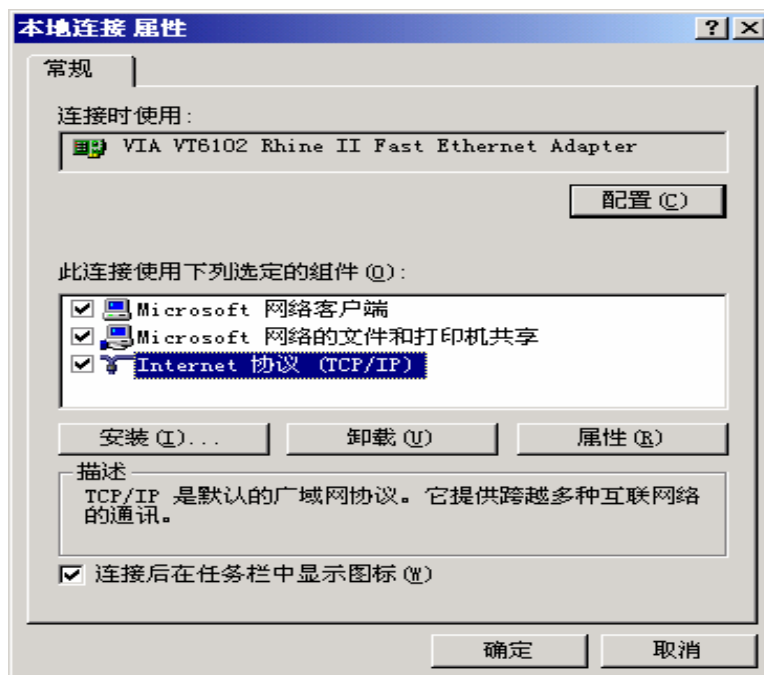 本地连接 属性
常规
连接时使用:
VIA VT6102 Rhine II Fast Ethernet Adapter
配置(C)
此连接使用下列选定的组件(O):
Microsoft 网络客户端
Microsoft 网络的文件和打印机共享
Internet 协议 (TCP/IP)
安装(I)... 卸载(U) 属性(R)
描述
TCP/IP 是默认的广域网协议。它提供跨越多种互联网络
的通讯。
连接后在任务栏中显示图标(W)
确定 取消